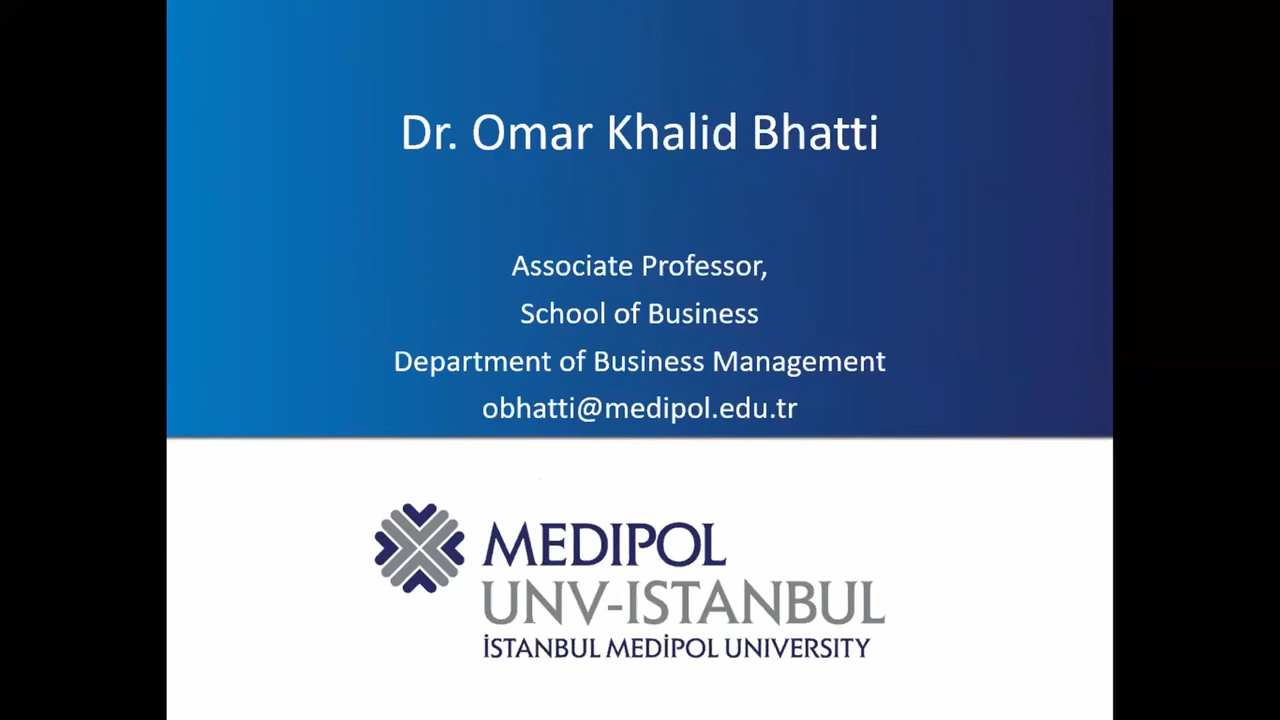 Dr. Omar Khalid Bhatti
Associate Professor,
School of Business
Department of Business Management
obhatti@medipol.edu.tr
MEDIPOL
UNV-ISTANBUL
İSTANBUL MEDİPOL UNIVERSITY